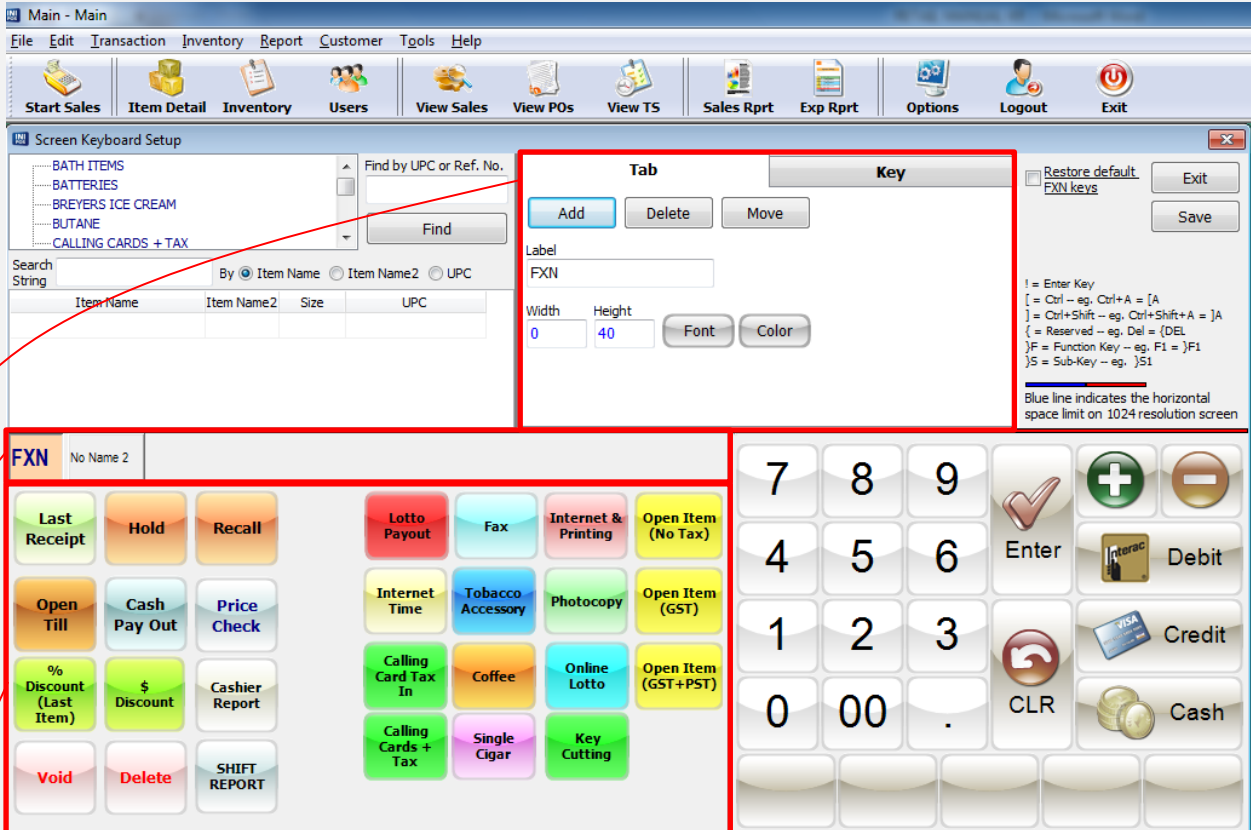 Main - Main
File Edit Transaction Inventory Report Customer Tools Help
Start Sales Item Detail Inventory Users View Sales View POs View TS Sales Rprt Exp Rprt Options Logout Exit
Screen Keyboard Setup
BATH ITEMS
BATTERIES
BREYERS ICE CREAM
BUTANE
CALLING CARDS + TAX
Find by UPC or Ref. No.
Find
Search
String
By Item Name Item Name2 UPC
Item Name Item Name2 Size UPC
Tab Key
Add Delete Move
Label
FXN
Width Height
0 40 Font Color
Restore default
FXN keys
Exit
Save
! = Enter Key
[ = Ctrl -- eg. Ctrl+A = [A
] = Ctrl+Shift -- eg. Ctrl+Shift+A = ]A
{ = Reserved -- eg. Del = {DEL
}F = Function Key -- eg. F1 = }F1
}S = Sub-Key -- eg. }S1
Blue line indicates the horizontal
space limit on 1024 resolution screen
FXN No Name 2
Last
Receipt
Hold
Recall
Lotto
Payout
Fax
Internet &
Printing
Open Item
(No Tax)
Open
Till
Cash
Pay Out
Price
Check
Internet
Time
Tobacco
Accessory
Photocopy
Open Item
(GST)
%
Discount
(Last
Item)
$
Discount
Cashier
Report
Calling
Card Tax
In
Coffee
Online
Lotto
Open Item
(GST+PST)
Void
Delete
SHIFT
REPORT
Calling
Cards +
Tax
Single
Cigar
Key
Cutting
7 8 9
4 5 6
1 2 3
0 00 .
Enter
CLR
Interac
Debit
VISA
Credit
Cash